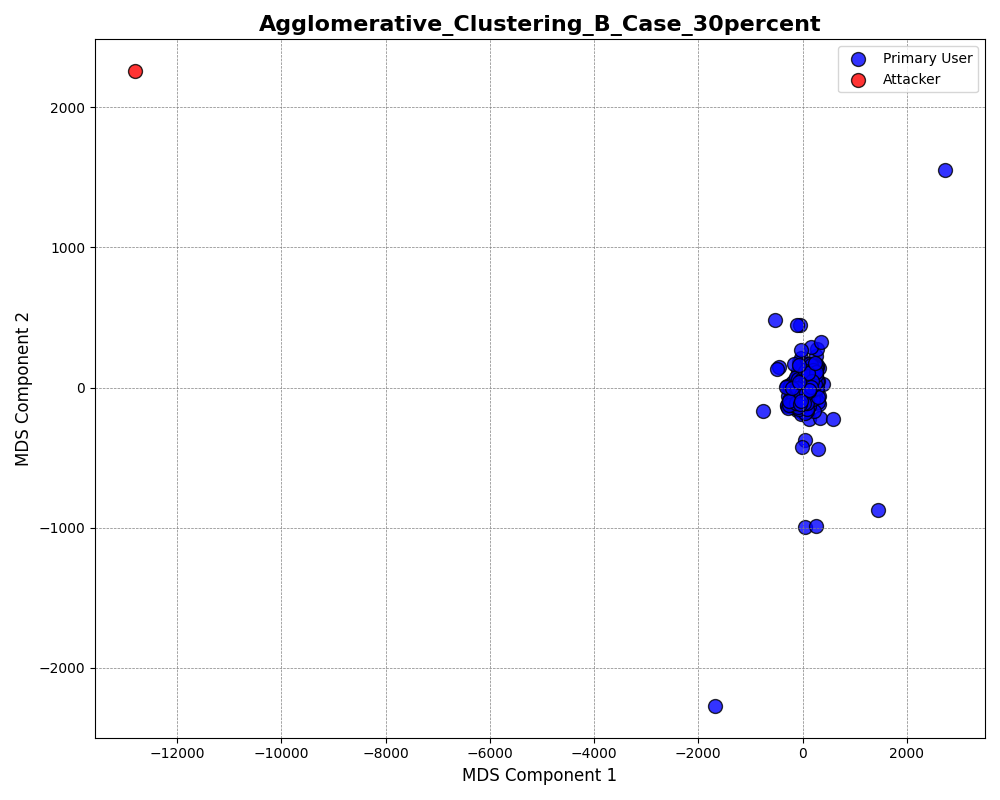 Agglomerative_Clustering_B_Case_30percent
Primary User
Attacker
MDS Component 2
2000
1000
0
−1000
−2000
−12000 −10000 −8000 −6000 −4000 −2000 0 2000
MDS Component 1